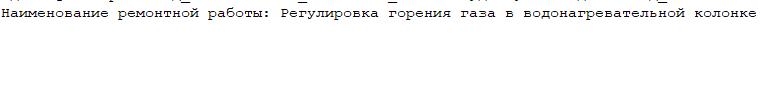 Наименование ремонтной работы: Регулировка горения газа в водонагревательной колонке